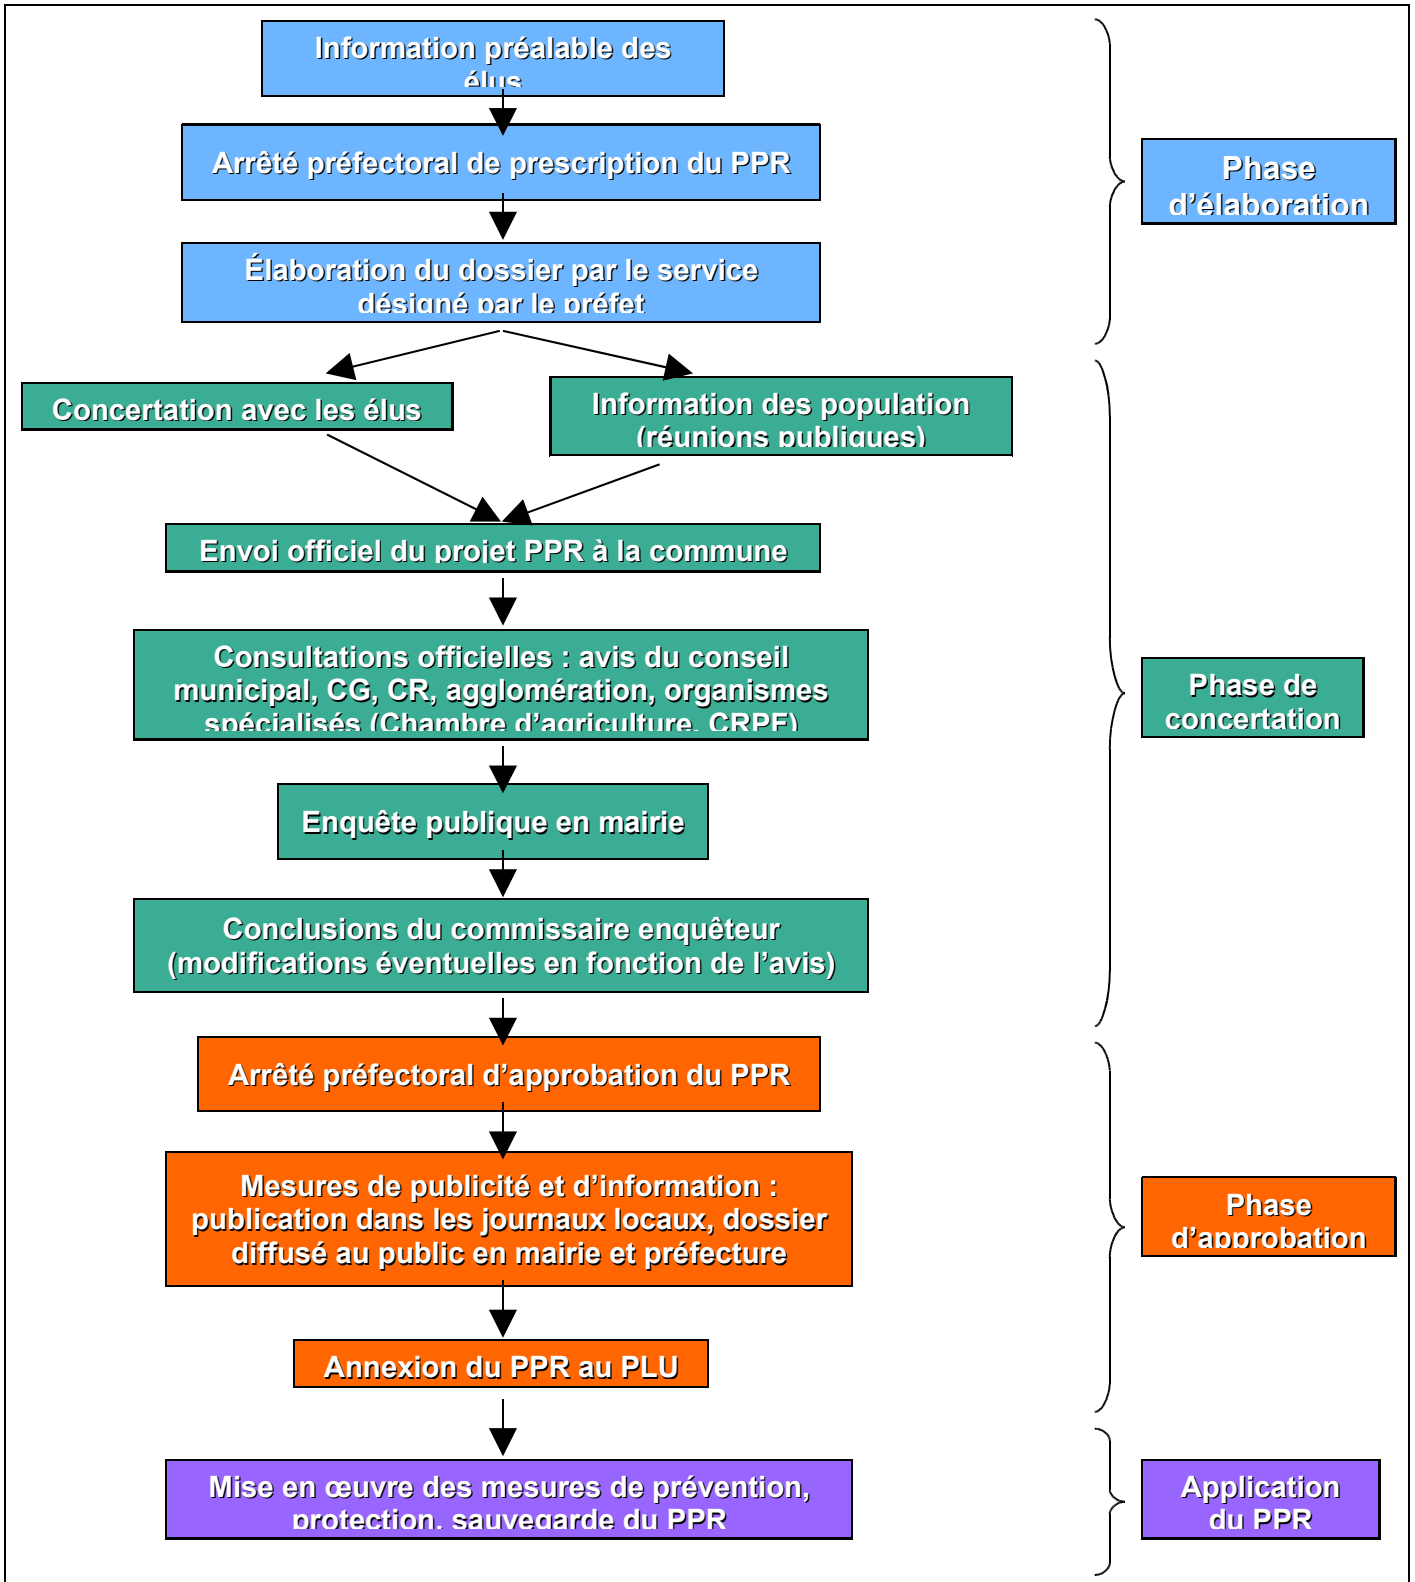 Information préalable des
élus
Arrêté préfectoral de prescription du PPR
Phase
d’élaboration
Élaboration du dossier par le service
désigné par le préfet
Concertation avec les élus
Information des population
(réunions publiques)
Envoi officiel du projet PPR à la commune
Consultations officielles : avis du conseil
municipal, CG, CR, agglomération, organismes
spécialisés (Chambre d’agriculture, CRPF)
Phase de
concertation
Enquête publique en mairie
Conclusions du commissaire enquêteur
(modifications éventuelles en fonction de l’avis)
Arrêté préfectoral d’approbation du PPR
Mesures de publicité et d’information :
publication dans les journaux locaux, dossier
diffusé au public en mairie et préfecture
Phase
d’approbation
Annexion du PPR au PLU
Mise en œuvre des mesures de prévention,
protection, sauvegarde du PPR
Application
du PPR